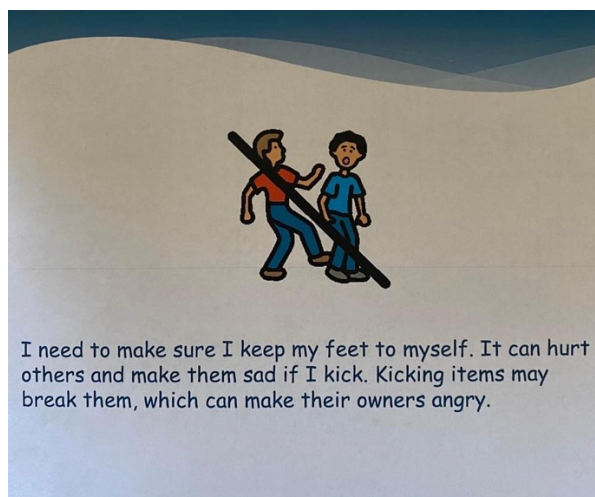 I need to make sure I keep my feet to myself. It can hurt
others and make them sad if I kick. Kicking items may
break them, which can make their owners angry.